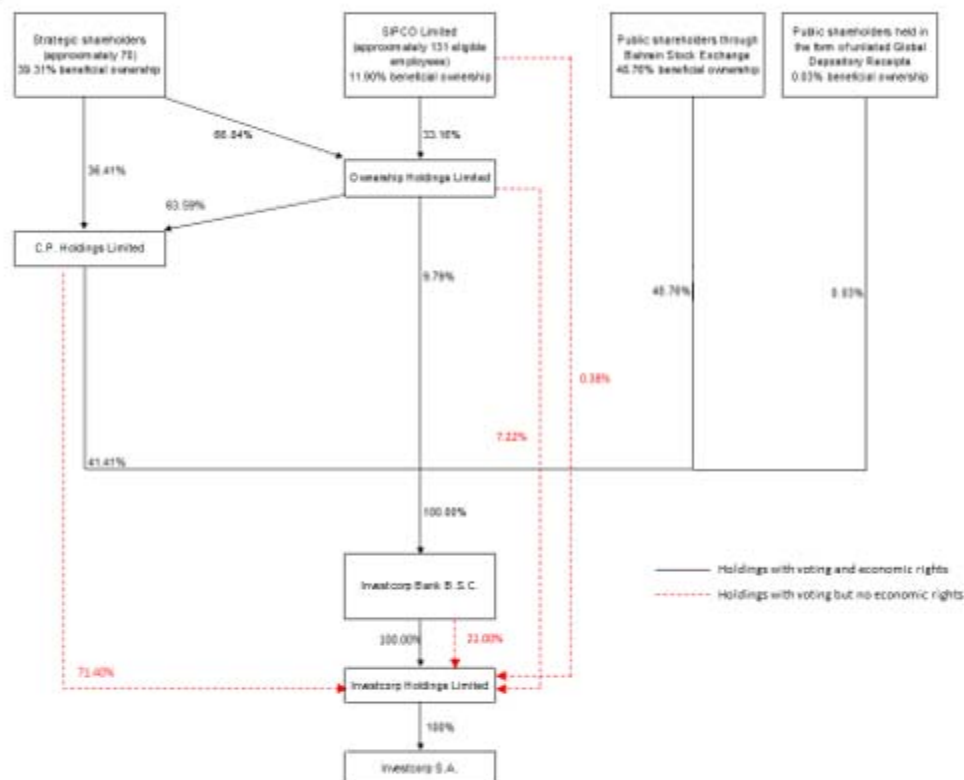 Strategic shareholders
(approximately 70)
39.31% beneficial ownership
SIPCO Limited
(approximately 131 eligible
employees)
11.90% beneficial ownership
Public shareholders through
Bahrain Stock Exchange
48.76% beneficial ownership
Public shareholders held in
the form of unlisted Global
Depository Receipts
0.03% beneficial ownership
66.84%
33.16%
36.41%
Ownership Holdings Limited
63.59%
C.P. Holdings Limited
9.79%
48.76%
0.03%
0.38%
7.22%
41.41%
100.00%
Investcorp Bank B.S.C.
Holdings with voting and economic rights
Holdings with voting but no economic rights
100.00%
21.00%
71.40%
Investcorp Holdings Limited
100%
Investcorp S.A.